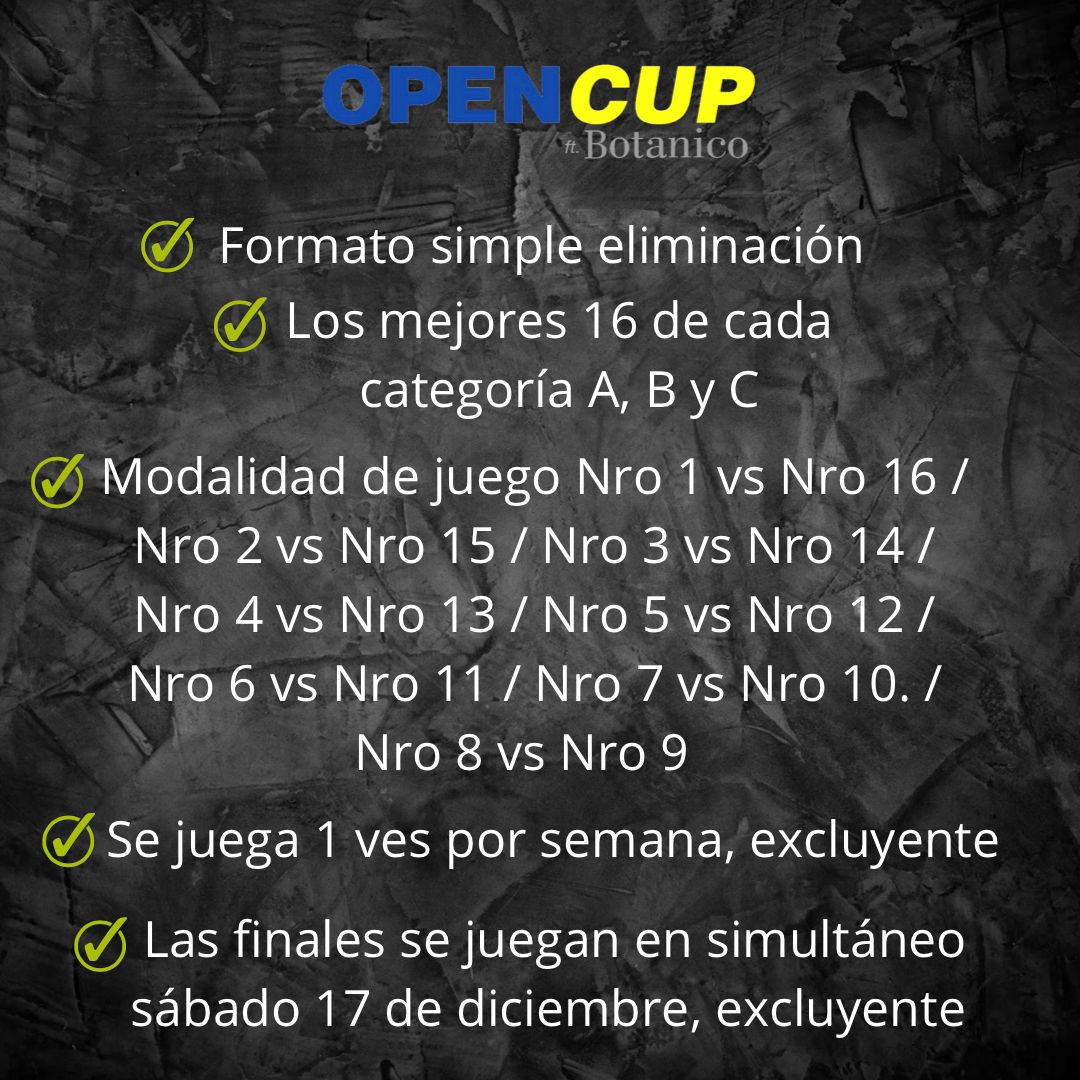 OPENCUP
ft. Botanico
Formato simple eliminación
Los mejores 16 de cada
categoría A, B y C
Modalidad de juego Nro 1 vs Nro 16 /
Nro 2 vs Nro 15 / Nro 3 vs Nro 14 /
Nro 4 vs Nro 13 / Nro 5 vs Nro 12 /
Nro 6 vs Nro 11 / Nro 7 vs Nro 10. /
Nro 8 vs Nro 9
Se juega 1 ves por semana, excluyente
Las finales se juegan en simultáneo
sábado 17 de diciembre, excluyente